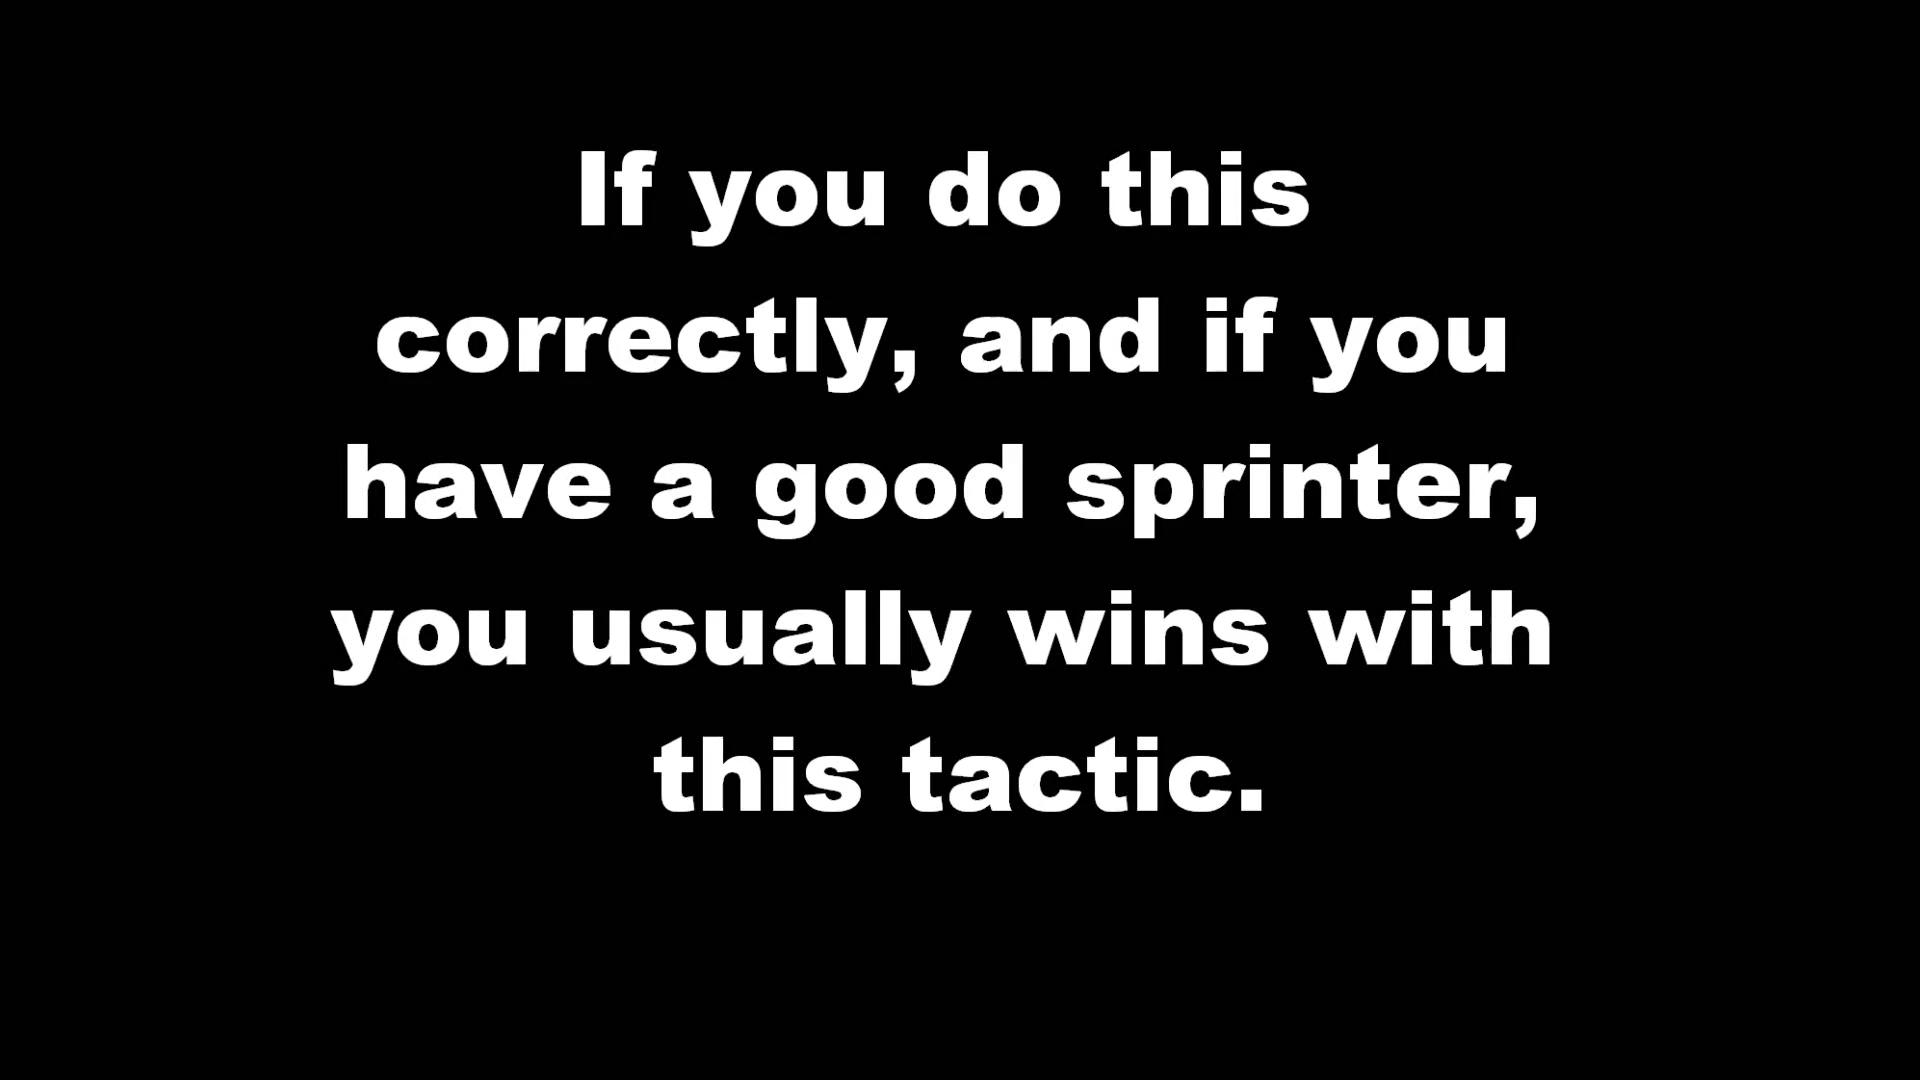 If you do this
correctly, and if you
have a good sprinter,
you usually wins with
this tactic.